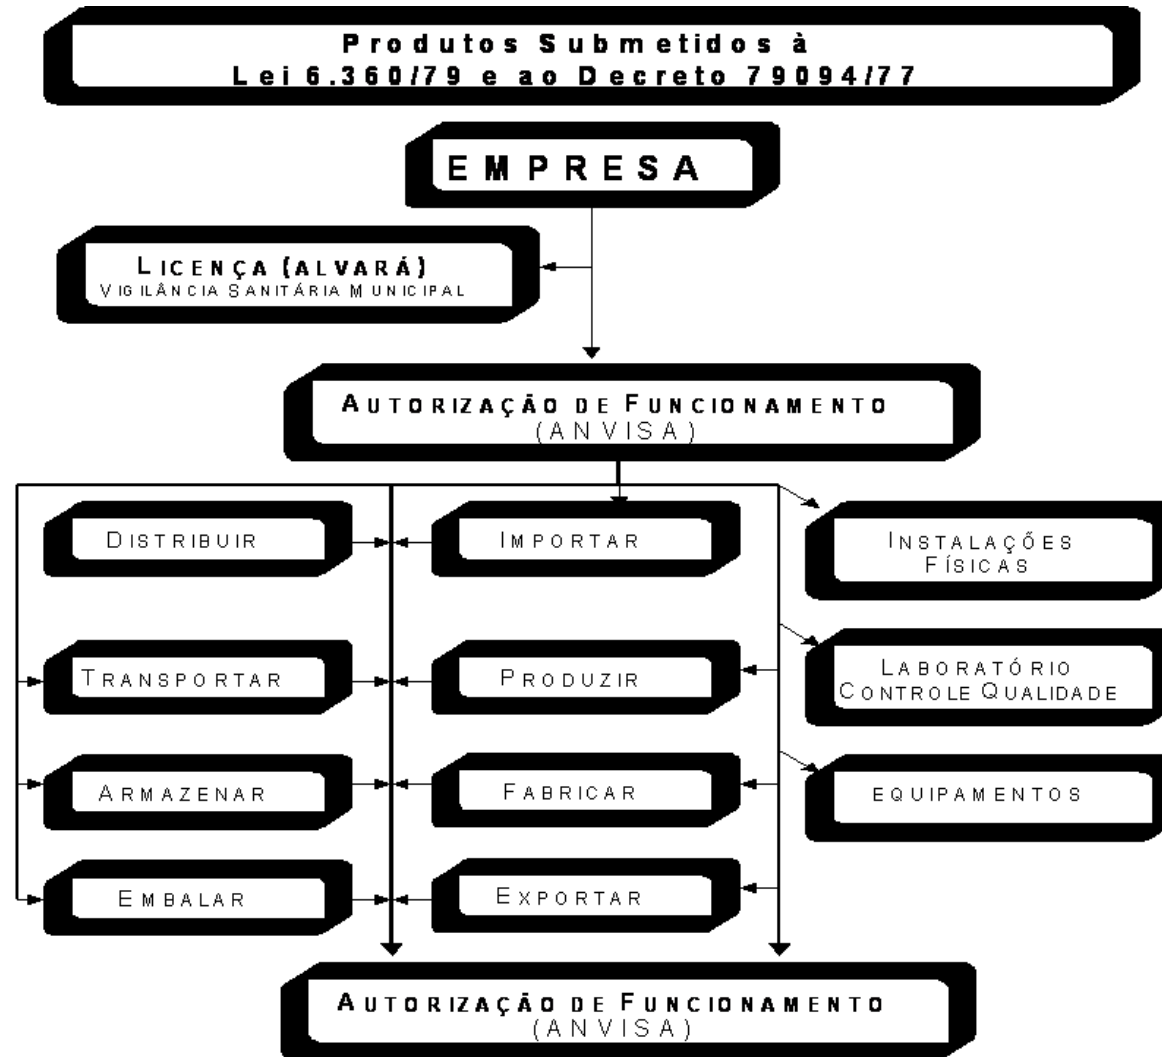 Produtos Submetidos à
Lei 6.360/79 e ao Decreto 79094/77
EMPRESA
LICENÇA (ALVARÁ)
VIGILÂNCIA SANITÁRIA MUNICIPAL
AUTORIZAÇÃO DE FUNCIONAMENTO
(ANVISA)
DISTRIBUIR
IMPORTAR
INSTALAÇÕES
FÍSICAS
TRANSPORTAR
PRODUZIR
LABORATÓRIO
CONTROLE QUALIDADE
ARMAZENAR
FABRICAR
EQUIPAMENTOS
EMBALAR
EXPORTAR
AUTORIZAÇÃO DE FUNCIONAMENTO
(ANVISA)